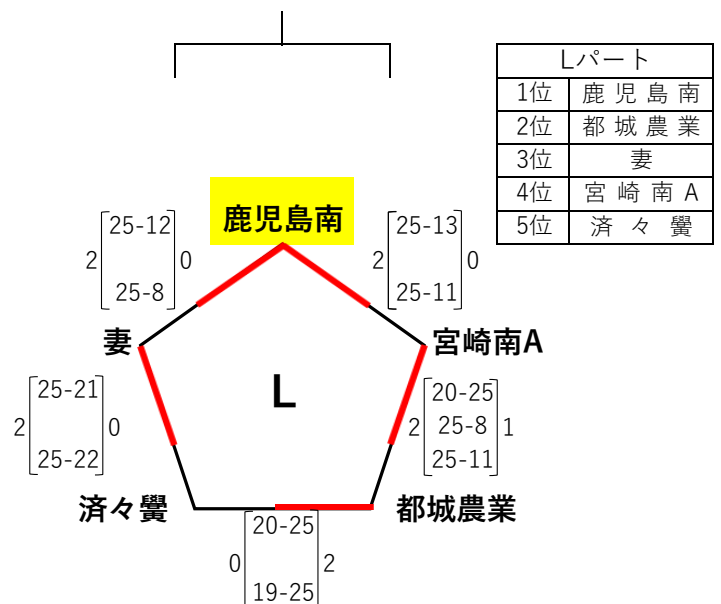 Lパート
1位 鹿児島南
2位 都城農業
3位 妻
4位 宮崎南A
5位 済々黌
鹿児島南
25-12
2 0
25-8
25-13
2 0
25-11
妻
宮崎南A
L
25-21
2 0
25-22
20-25
2 25-8 1
25-11
済々黌
都城農業
20-25
0 2
19-25